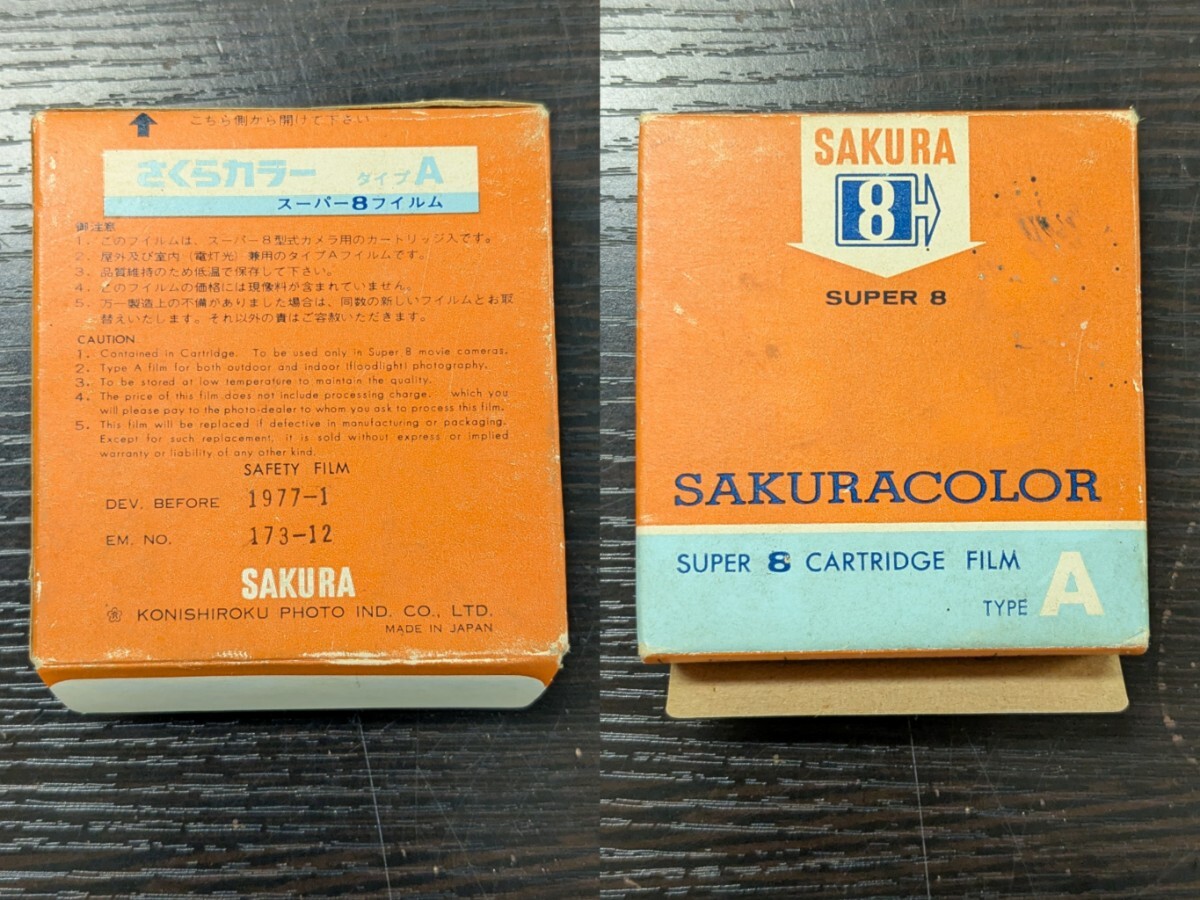 こちら側から開けて下さい
さくらカラー タイプA
スーパー8フイルム
御注意
1. このフイルムは、スーパー8型式カメラ用のカートリッジ入です。
2. 屋外及び室内(電灯光)兼用のタイプAフイルムです。
3. 品質維持のため低温で保存して下さい。
4. このフイルムの価格には現像料が含まれていません。
5. 万一製造上の不備がありました場合は、同数の新しいフイルムとお取
替えいたします。それ以外の責はご容赦いただきます。
CAUTION
1. Contained in Cartridge. To be used only in Super 8 movie cameras.
2. Type A film for both outdoor and indoor (floodlight) photography.
3. To be stored at low temperature to maintain the quality.
4. The price of this film does not include processing charge. which you
will please pay to the photo-dealer to whom you ask to process this film.
5. This film will be replaced if defective in manufacturing or packaging.
Except for such replacement, it is sold without express or implied
warranty or liability of any other kind.
SAFETY FILM
DEV. BEFORE 1977-1
EM. NO. 173-12
SAKURA
KONISHIROKU PHOTO IND. CO., LTD.
MADE IN JAPAN
SAKURA
8
SUPER 8
SAKURACOLOR
SUPER 8 CARTRIDGE FILM
TYPE A